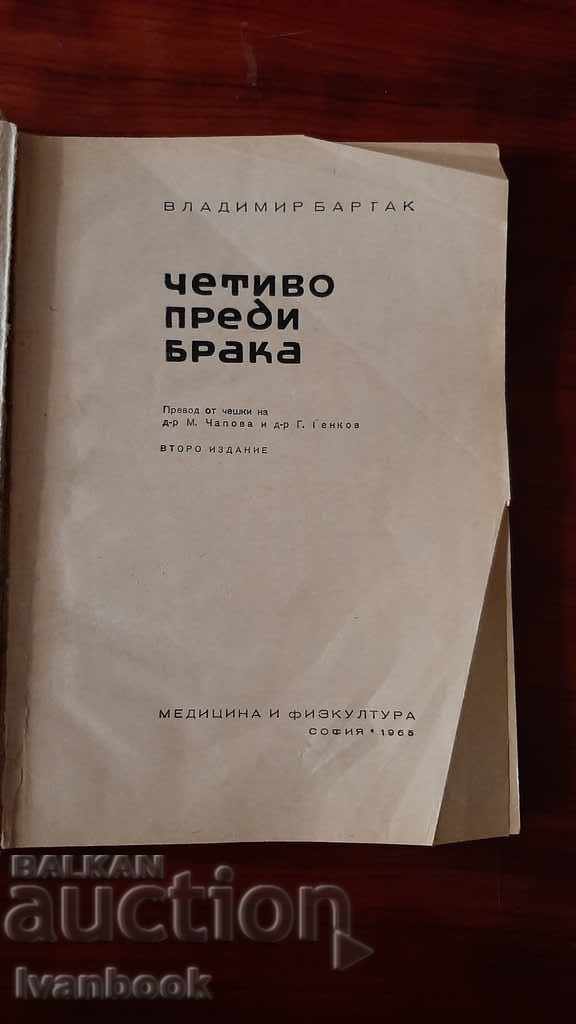 ВЛАДИМИР БАРТАК
ЧЕТИВО
ПРЕДИ
БРАКА
Превод от чешки на
д-р М. Чапова и д-р Г. Генков
ВТОРО ИЗДАНИЕ
МЕДИЦИНА И ФИЗКУЛТУРА
СОФИЯ * 1965
BALKAN
auction
Ivanbook